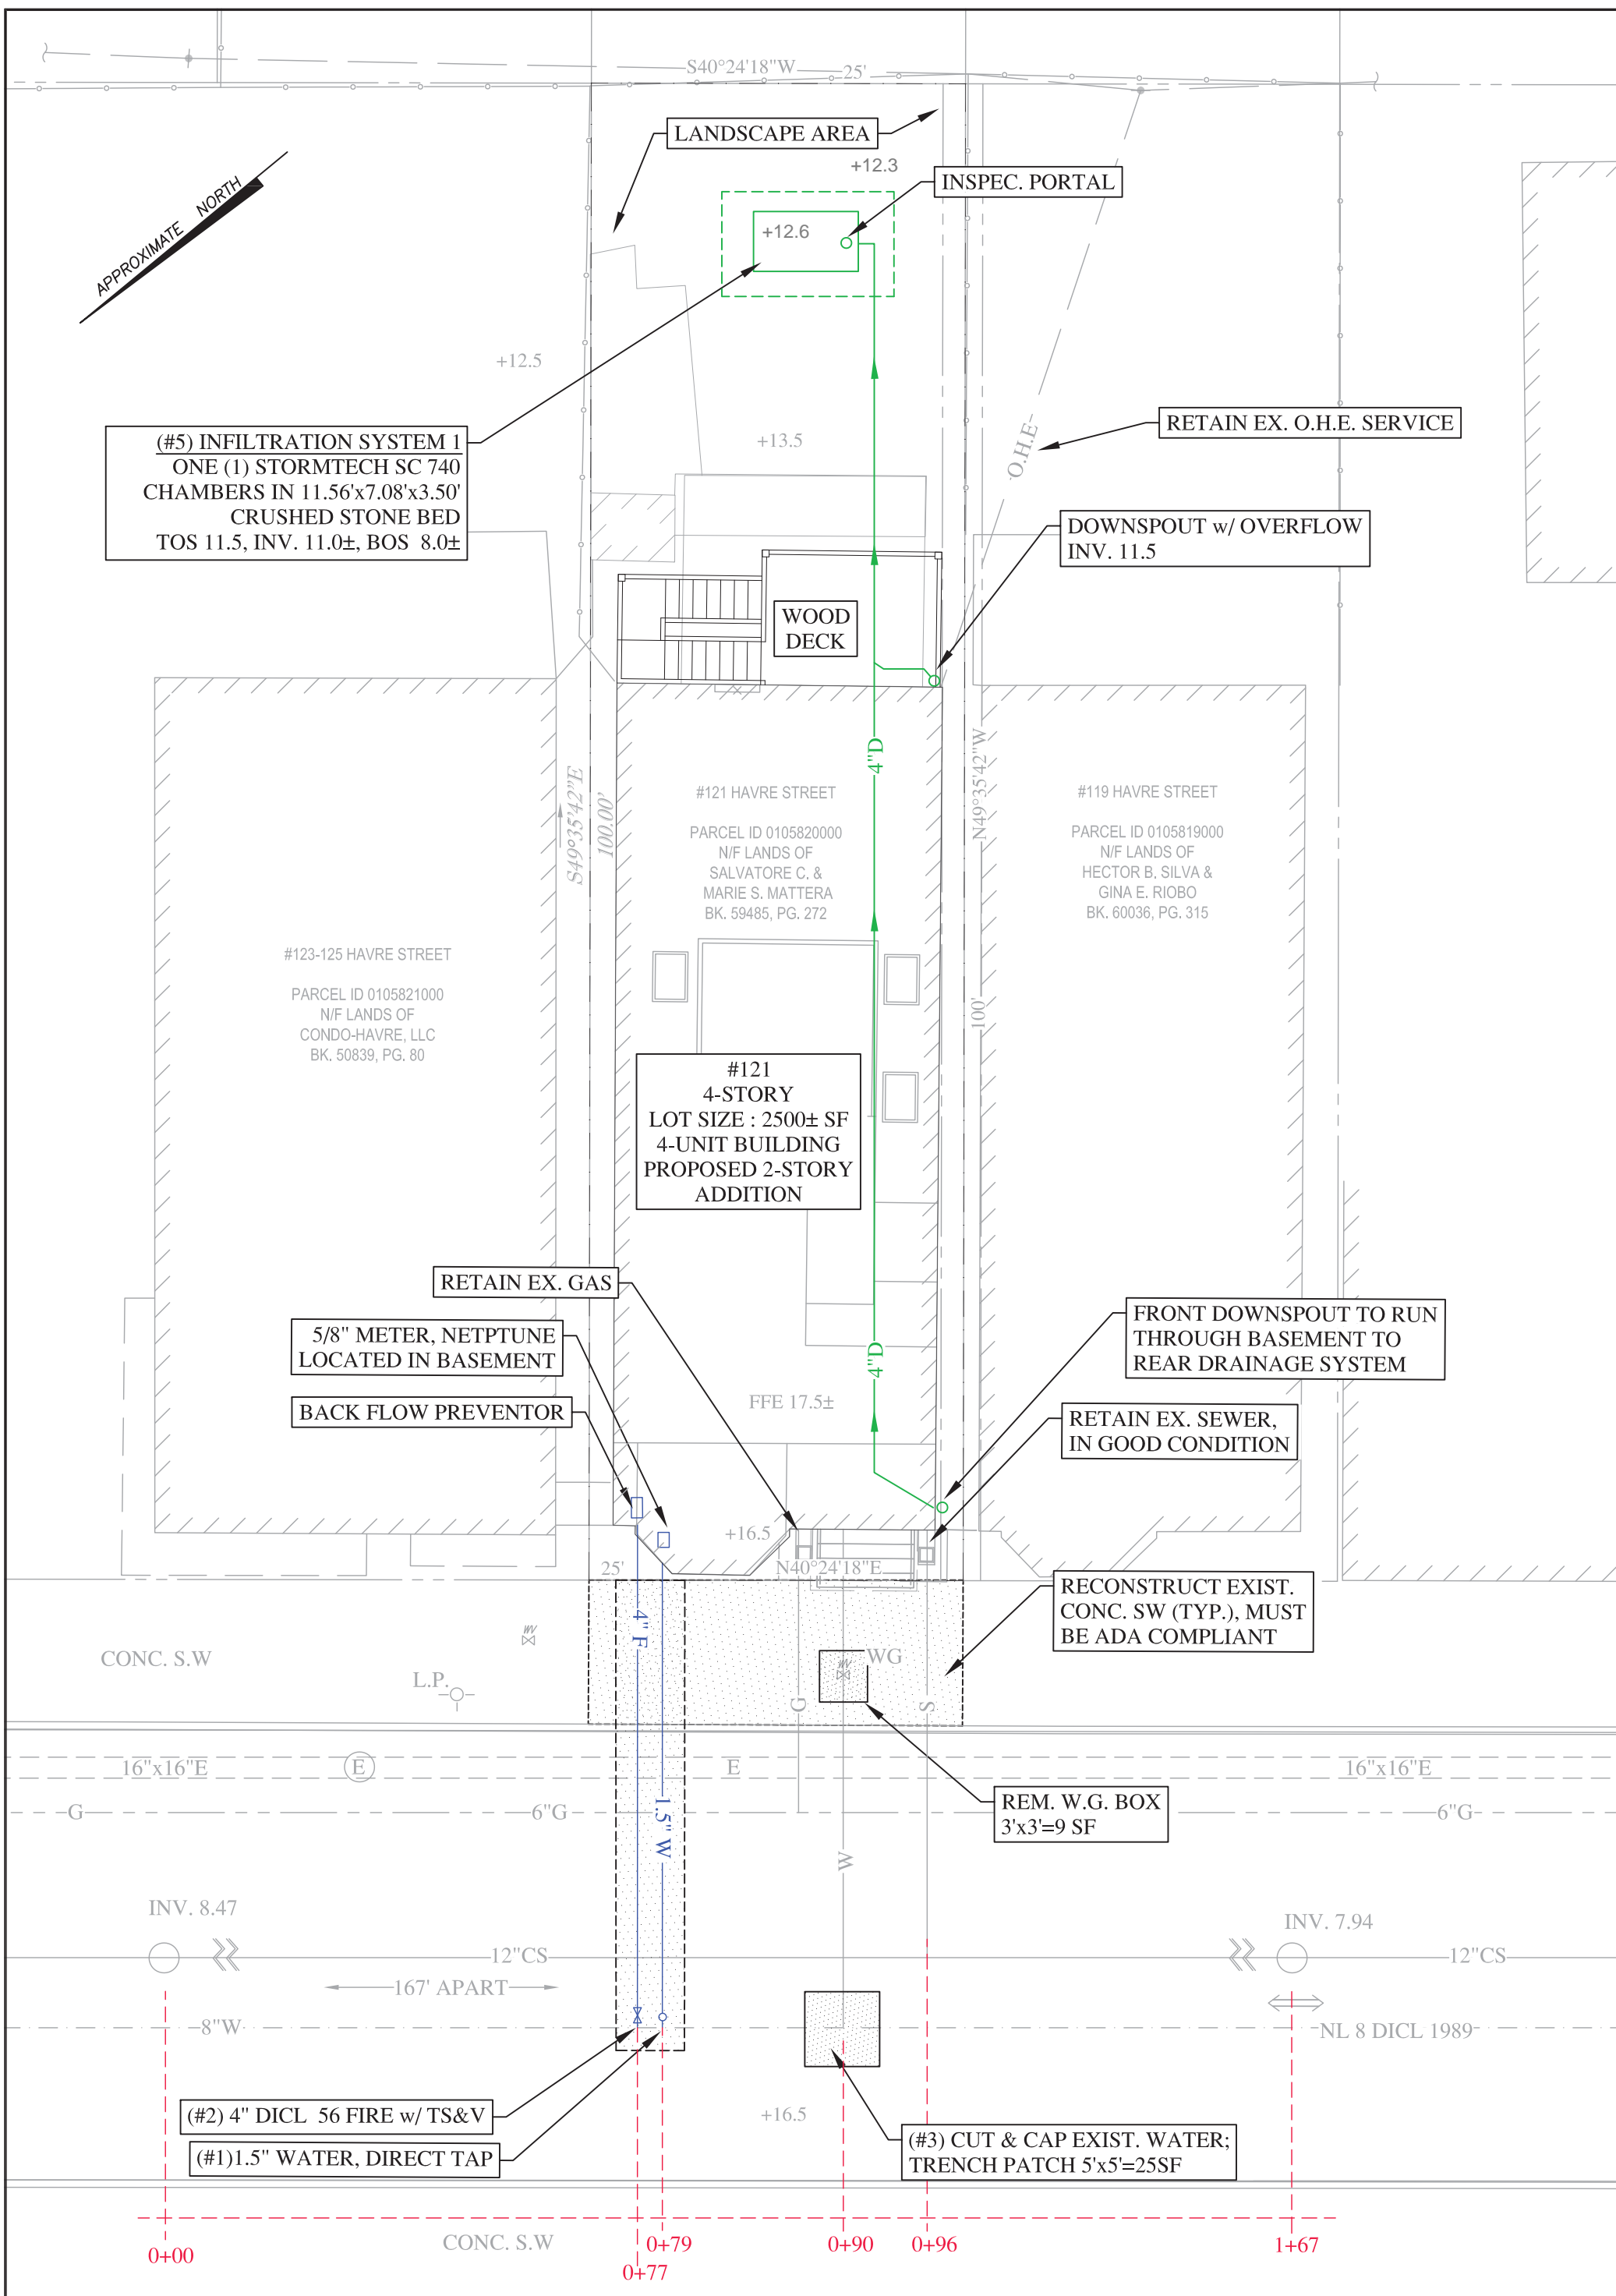 S40°24'18"W
25'
LANDSCAPE AREA
+12.3
INSPEC. PORTAL
APPROXIMATE NORTH
+12.6
+12.5
RETAIN EX. O.H.E. SERVICE
O.H.E
(#5) INFILTRATION SYSTEM 1
ONE (1) STORMTECH SC 740
CHAMBERS IN 11.56'x7.08'x3.50'
CRUSHED STONE BED
TOS 11.5, INV. 11.0±, BOS 8.0±
+13.5
DOWNSPOUT w/ OVERFLOW
INV. 11.5
WOOD
DECK
4"D
S49°35'42"E
100.00'
N49°35'42"W
100'
#121 HAVRE STREET
PARCEL ID 0105820000
N/F LANDS OF
SALVATORE C. &
MARIE S. MATTERA
BK. 59485, PG. 272
#119 HAVRE STREET
PARCEL ID 0105819000
N/F LANDS OF
HECTOR B. SILVA &
GINA E. RIOBO
BK. 60036, PG. 315
#123-125 HAVRE STREET
PARCEL ID 0105821000
N/F LANDS OF
CONDO-HAVRE, LLC
BK. 50839, PG. 80
#121
4-STORY
LOT SIZE : 2500± SF
4-UNIT BUILDING
PROPOSED 2-STORY
ADDITION
RETAIN EX. GAS
5/8" METER, NETPTUNE
LOCATED IN BASEMENT
BACK FLOW PREVENTOR
4"D
FFE 17.5±
FRONT DOWNSPOUT TO RUN
THROUGH BASEMENT TO
REAR DRAINAGE SYSTEM
RETAIN EX. SEWER,
IN GOOD CONDITION
+16.5
25'
N40°24'18"E
RECONSTRUCT EXIST.
CONC. SW (TYP.), MUST
BE ADA COMPLIANT
4" F
WV
CONC. S.W
L.P.
WV
WG
G
S
16"x16"E
E
E
16"x16"E
G
6"G
6"G
REM. W.G. BOX
3'x3'=9 SF
1.5" W
W
INV. 8.47
INV. 7.94
12"CS
12"CS
167' APART
8"W
NL 8 DICL 1989
(#2) 4" DICL 56 FIRE w/ TS&V
(#1)1.5" WATER, DIRECT TAP
+16.5
(#3) CUT & CAP EXIST. WATER;
TRENCH PATCH 5'x5'=25SF
CONC. S.W
0+00
0+77
0+79
0+90
0+96
1+67